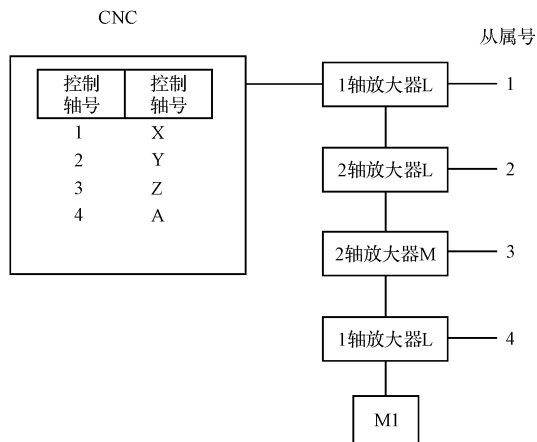 CNC
从属号
控制 控制
轴号 轴号
1 X
2 Y
3 Z
4 A
1轴放大器L 1
2轴放大器L 2
2轴放大器M 3
1轴放大器L 4
M1